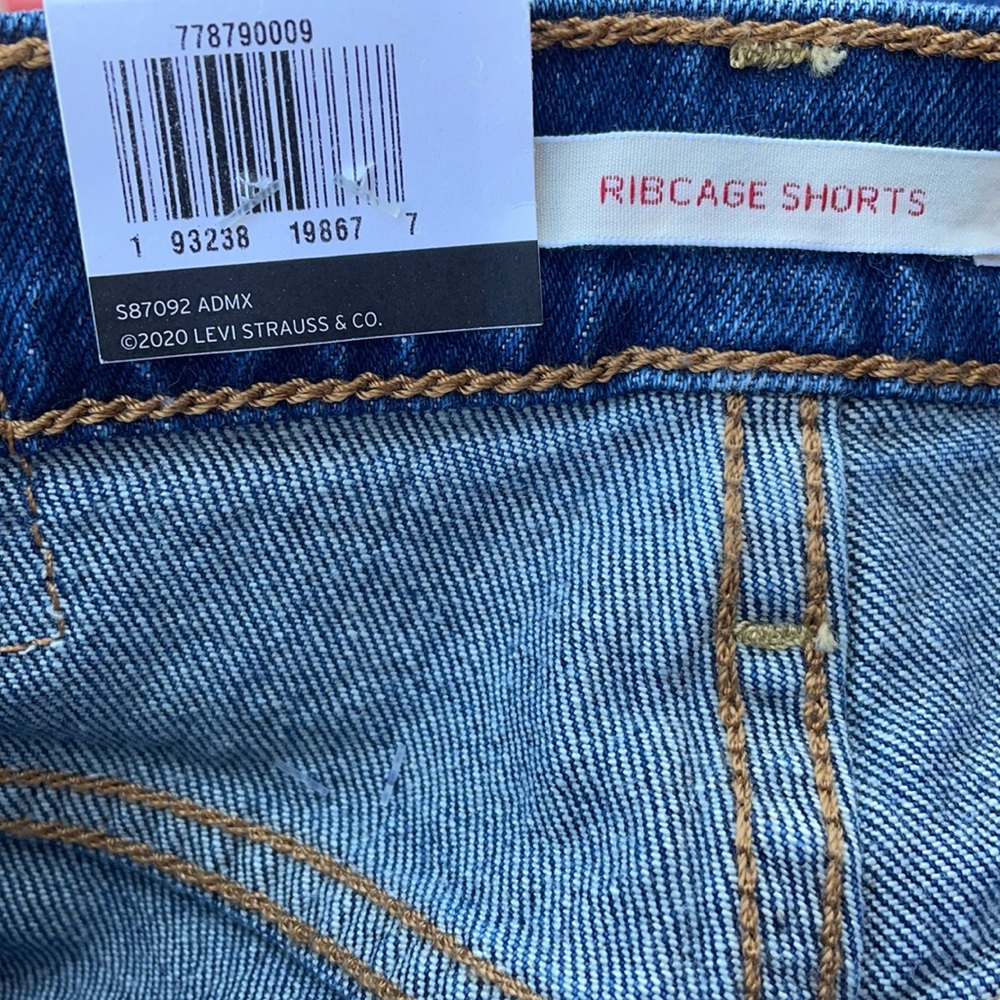 778790009
1 93238 19867 7
S87092 ADMX
©2020 LEVI STRAUSS & CO.
RIBCAGE SHORTS